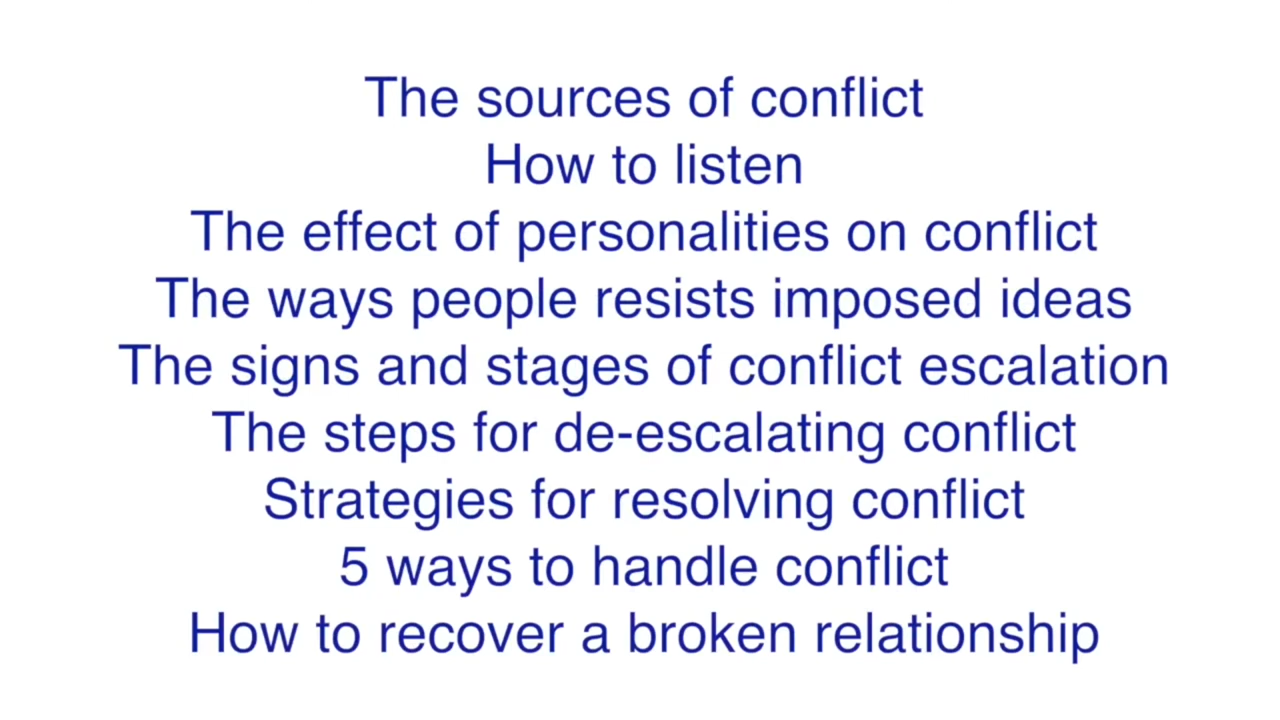 The sources of conflict
How to listen
The effect of personalities on conflict
The ways people resists imposed ideas
The signs and stages of conflict escalation
The steps for de-escalating conflict
Strategies for resolving conflict
5 ways to handle conflict
How to recover a broken relationship